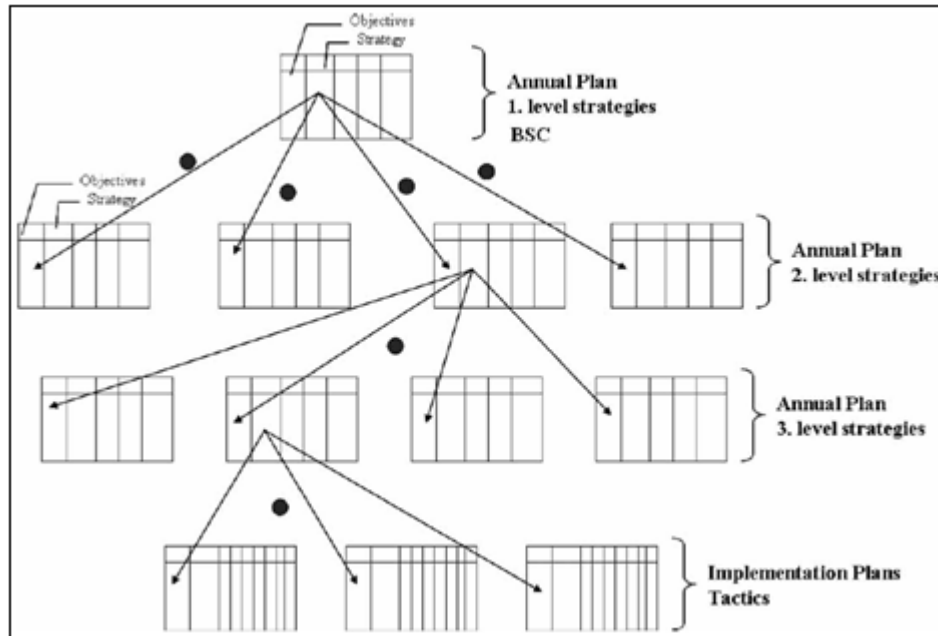 Objectives
Strategy
Annual Plan
1. level strategies
BSC
Objectives
Strategy
Annual Plan
2. level strategies
Annual Plan
3. level strategies
Implementation Plans
Tactics